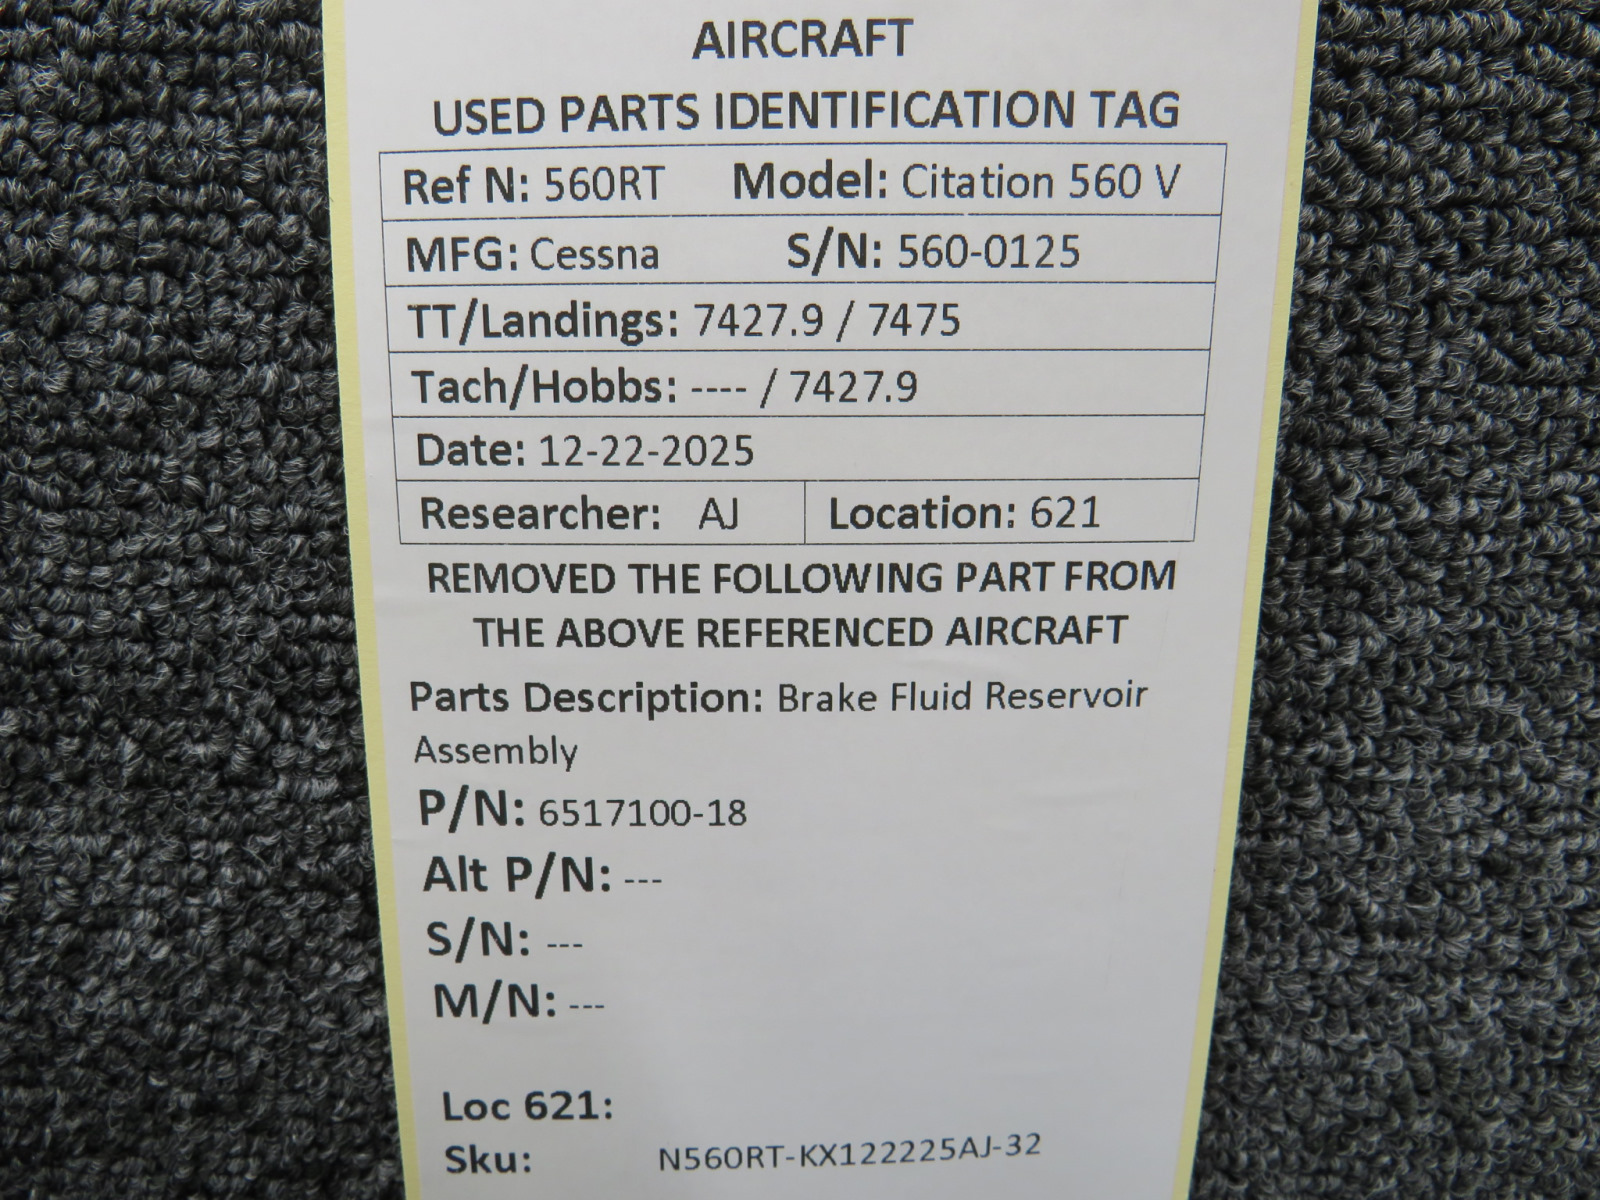 AIRCRAFT
USED PARTS IDENTIFICATION TAG
Ref N: 560RT Model: Citation 560 V
MFG: Cessna S/N: 560-0125
TT/Landings: 7427.9 / 7475
Tach/Hobbs: ---- / 7427.9
Date: 12-22-2025
Researcher: AJ Location: 621
REMOVED THE FOLLOWING PART FROM
THE ABOVE REFERENCED AIRCRAFT
Parts Description: Brake Fluid Reservoir
Assembly
P/N: 6517100-18
Alt P/N: ---
S/N: ---
M/N: ---
Loc 621:
Sku: N560RT-KX122225AJ-32